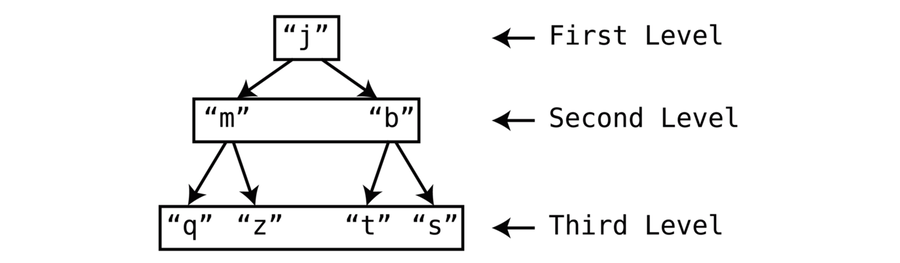 “j” First Level
“m” “b” Second Level
“q” “z” “t” “s” Third Level